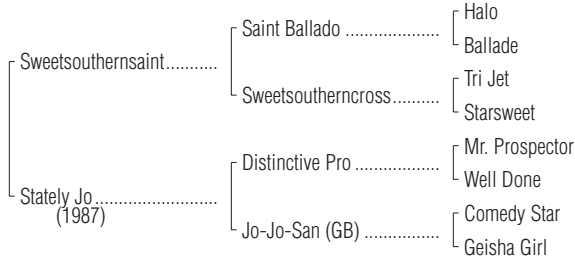 Halo
Saint Ballado ...................
Ballade
Sweetsouthernsaint...........
Tri Jet
Sweetsoutherncross..........
Starsweet
Mr. Prospector
Distinctive Pro .................
Well Done
Stately Jo ..........................
(1987)
Comedy Star
Jo-Jo-San (GB) ...............
Geisha Girl